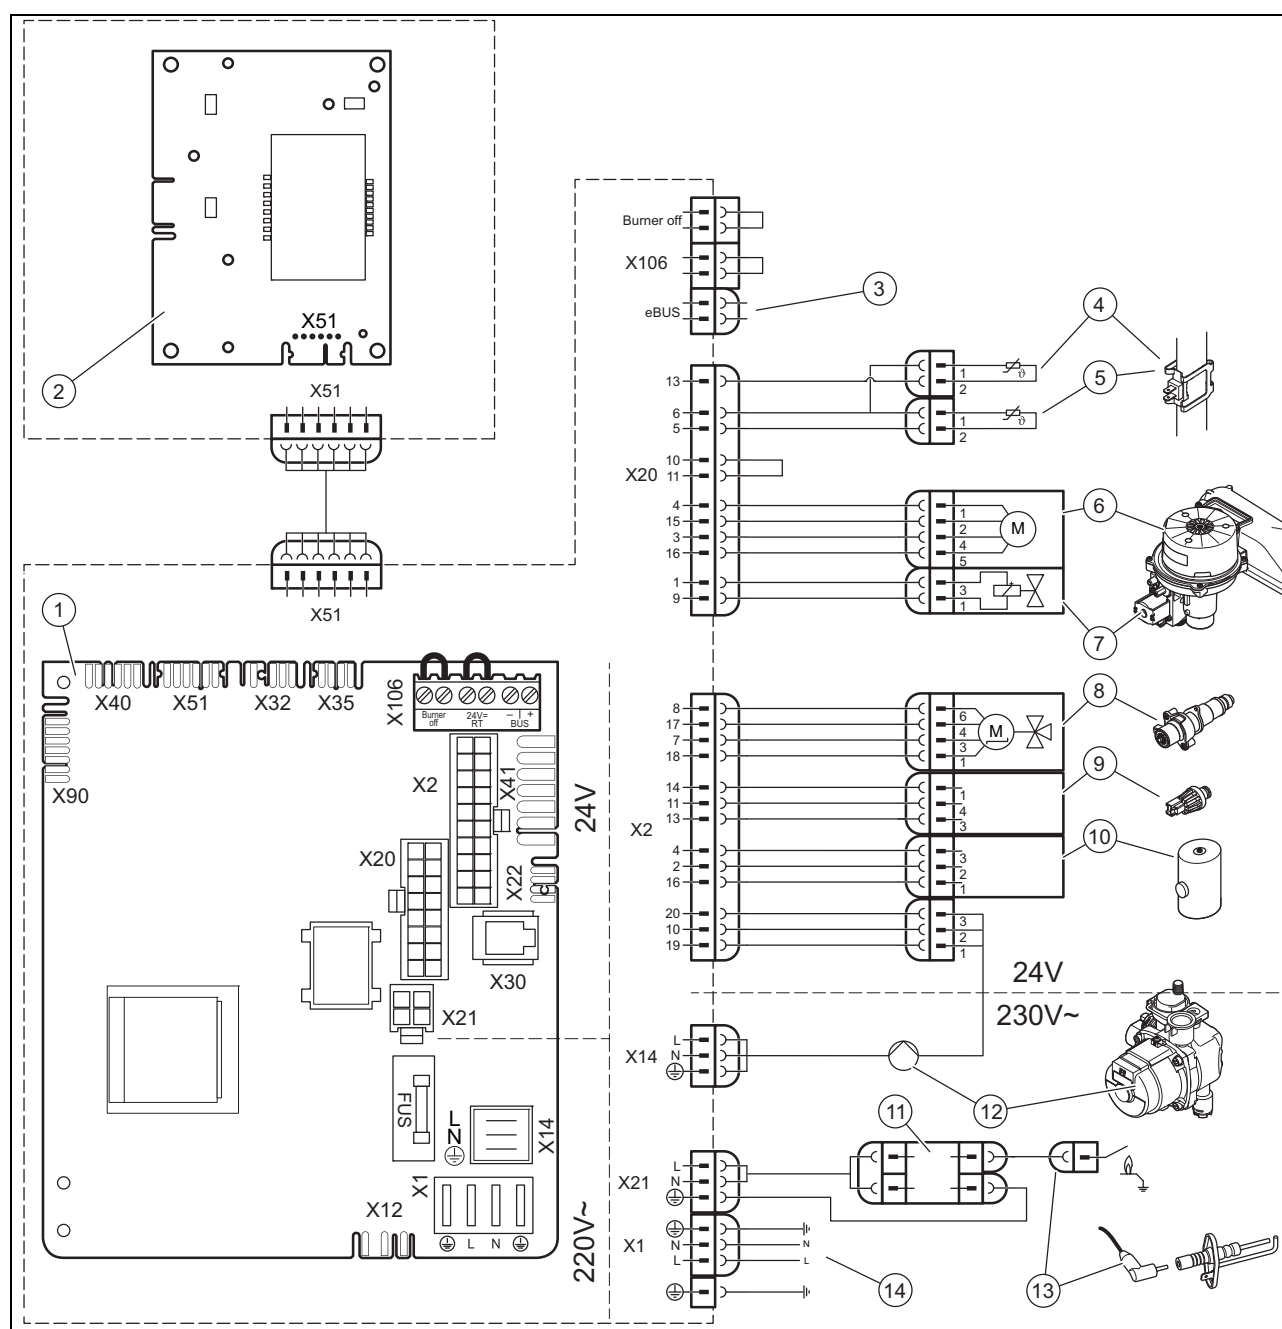 X51
2
X51
X51
1
X40
X51
X32
X35
X106
Burner
off
24V=
RT
– | +
BUS
X90
X2
X41
X20
X22
X30
X21
24V
FUS
L
N
X14
X1
X12
L
N
220V~
Burner off
X106
eBUS
3
13
6
5
10
X20
11
4
15
3
16
1
9
1
2
ϑ
4
1
2
ϑ
5
1
2
4
5
M
6
3
1
7
8
17
7
18
6
4
3
1
M
8
X2
14
11
13
1
4
3
9
4
2
16
3
2
1
10
20
10
19
3
2
1
24V
230V~
X14
L
N
12
11
X21
L
N
13
X1
N
L
N
L
14